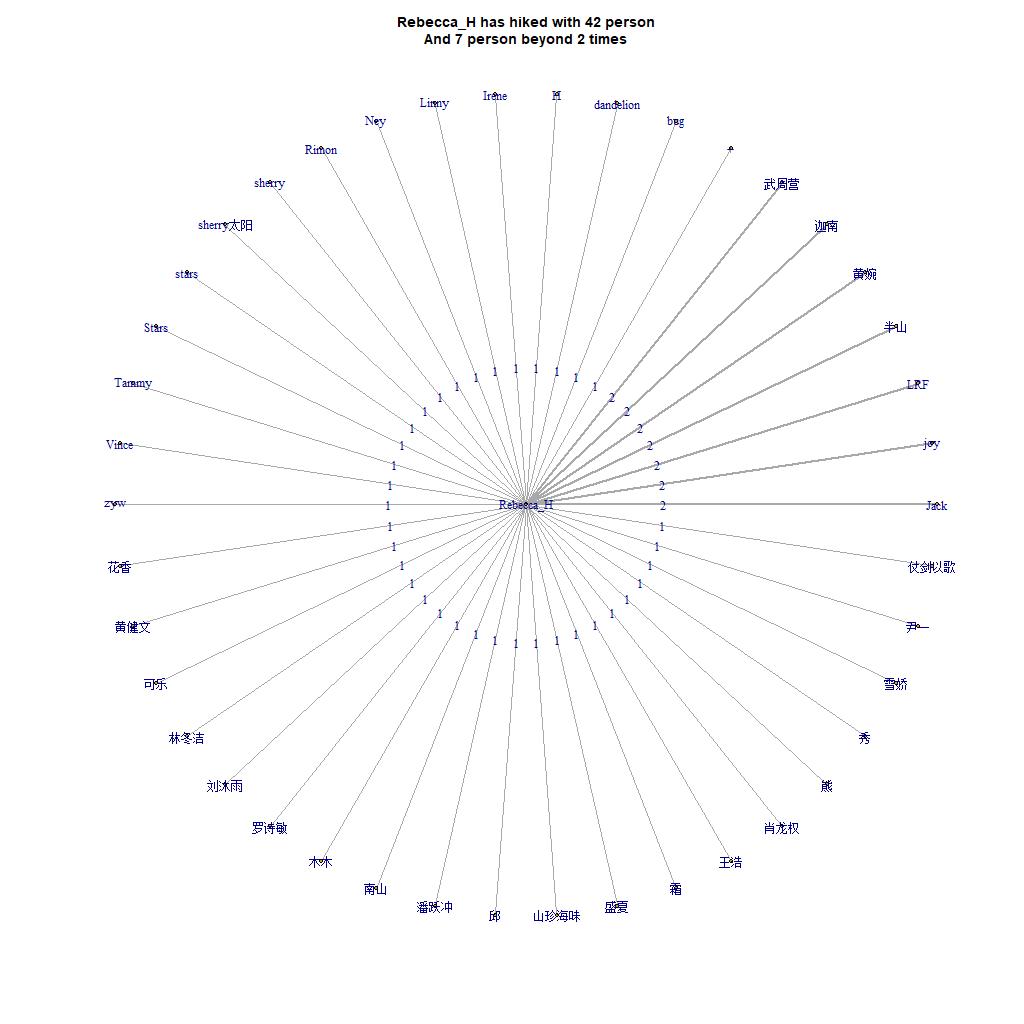 Rebecca_H has hiked with 42 person
And 7 person beyond 2 times
Irene
H
Linny
dandelion
Ney
bug
Rimon
sherry
武周营
sherry太阳
迦南
stars
黄婉
Stars
半山
Tammy
LRF
Vince
joy
1 1
1 1
1 1
1 1
1 1
1 2
1 2
1 2
1 2
1 2
1 2
zyw
1
Rebecca_H
2
Jack
1 1
1 1
花香
1 1
仗剑以歌
1 1
1 1
1 1
1 1
1 1
1 1
1 1
黄健文
尹一
可乐
雪娇
林冬洁
秀
刘沐雨
熊
罗诗敏
肖龙权
木木
王浩
南山
霜
潘跃冲
盛夏
邱
山珍海味